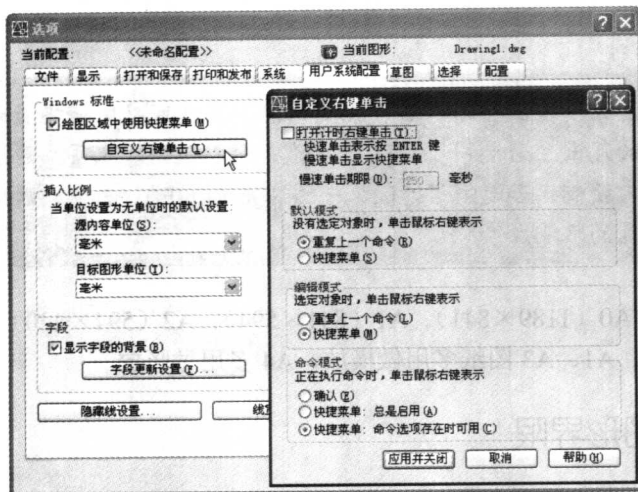 选项
当前配置: <<未命名配置>> 当前图形: Drawing1.dwg
文件 显示 打开和保存 打印和发布 系统 用户系统配置 草图 选择 配置
Windows 标准
绘图区域中使用快捷菜单(M)
自定义右键单击(I)...
插入比例
当单位设置为无单位时的默认设置:
源内容单位(S):
毫米
目标图形单位(T):
毫米
字段
显示字段的背景(B)
字段更新设置(F)...
隐藏线设置...
线宽
自定义右键单击
打开计时右键单击(T):
快速单击表示按 ENTER 键
慢速单击显示快捷菜单
慢速单击期限(D): 250 毫秒
默认模式
没有选定对象时，单击鼠标右键表示
重复上一个命令(R)
快捷菜单(S)
编辑模式
选定对象时，单击鼠标右键表示
重复上一个命令(L)
快捷菜单(M)
命令模式
正在执行命令时，单击鼠标右键表示
确认(E)
快捷菜单: 总是启用(A)
快捷菜单: 命令选项存在时可用(C)
应用并关闭 取消 帮助(H)